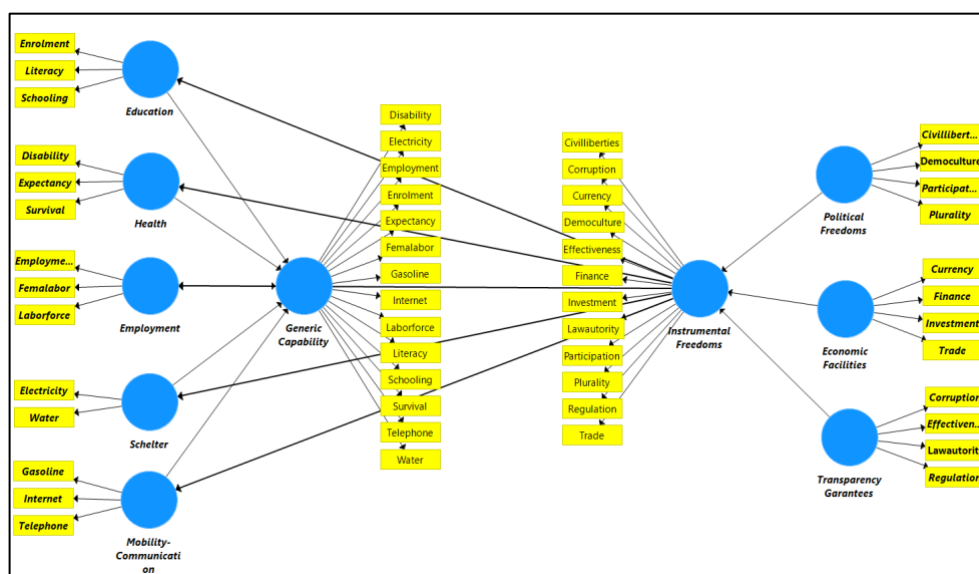 Enrolment
Literacy
Schooling
Education
Disability
Expectancy
Survival
Health
Employme...
Femalabor
Laborforce
Employment
Electricity
Water
Schelter
Gasoline
Internet
Telephone
Mobility-
Communicati
on
Generic
Capability
Disability
Electricity
Employment
Enrolment
Expectancy
Femalabor
Gasoline
Internet
Laborforce
Literacy
Schooling
Survival
Telephone
Water
Civilliberties
Corruption
Currency
Democulture
Effectiveness
Finance
Investment
Lawautority
Participation
Plurality
Regulation
Trade
Instrumental
Freedoms
Political
Freedoms
Civillibert...
Democulture
Participat...
Plurality
Economic
Facilities
Currency
Finance
Investment
Trade
Transparency
Garantees
Corruption
Effectiven...
Lawautorit
Regulation